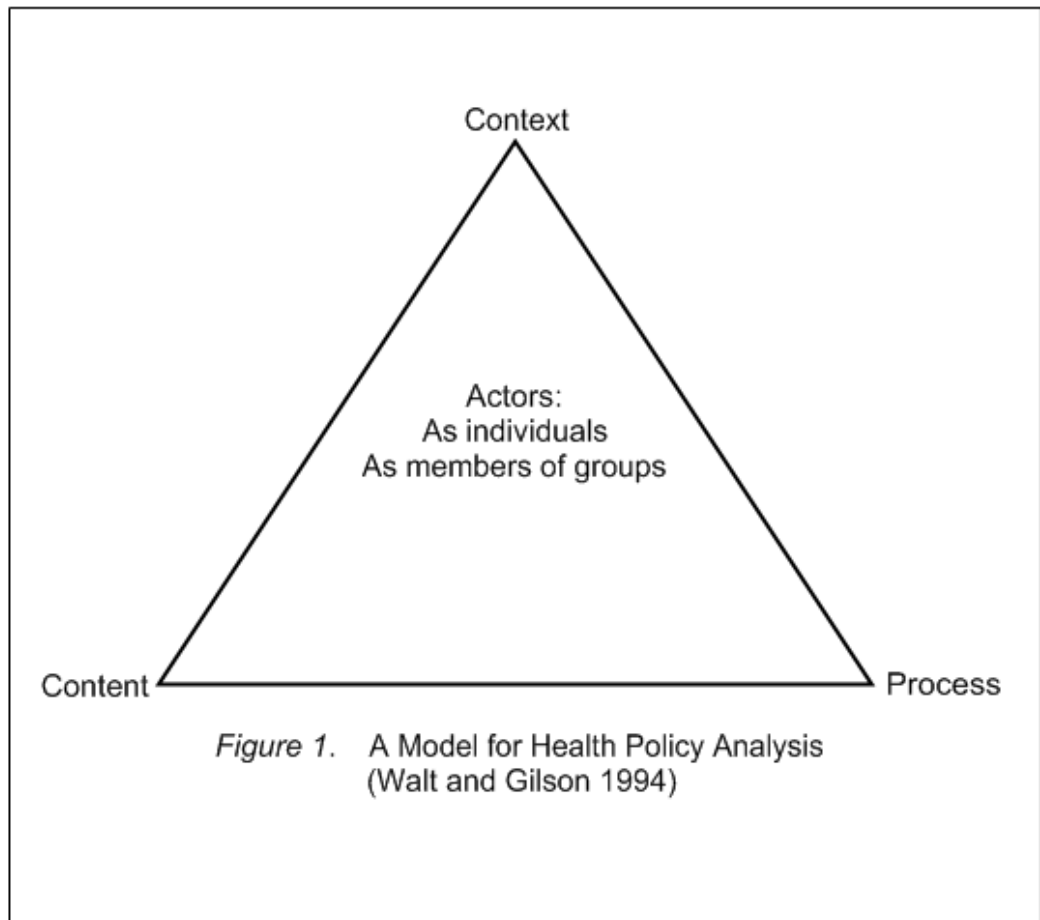 Context
Actors:
As individuals
As members of groups
Content
Process
Figure 1. A Model for Health Policy Analysis
(Walt and Gilson 1994)